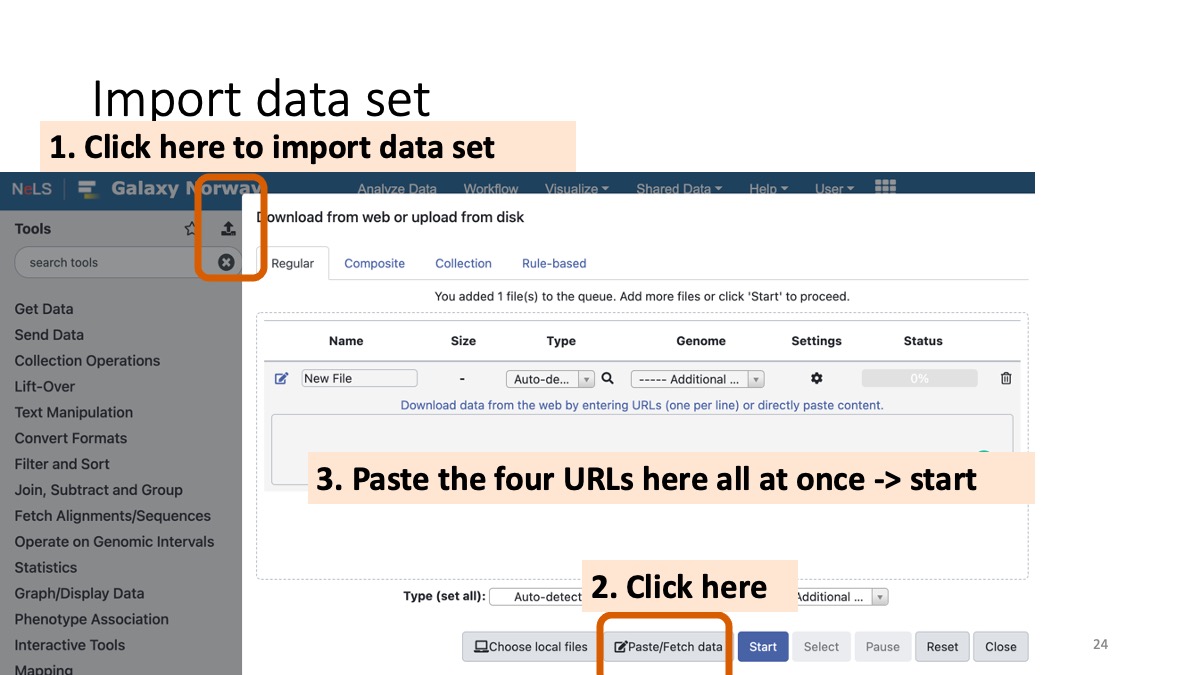 Import data set
1. Click here to import data set
NeLS Galaxy Norway Analyze Data Workflow Visualize Shared Data Help User
Download from web or upload from disk
Tools
search tools
Regular Composite Collection Rule-based
You added 1 file(s) to the queue. Add more files or click 'Start' to proceed.
Get Data
Send Data
Collection Operations
Lift-Over
Text Manipulation
Convert Formats
Filter and Sort
Join, Subtract and Group
Fetch Alignments/Sequences
Operate on Genomic Intervals
Statistics
Graph/Display Data
Phenotype Association
Interactive Tools
Mapping
Name Size Type Genome Settings Status
New File - Auto-de... ----- Additional ... 0%
Download data from the web by entering URLs (one per line) or directly paste content.
3. Paste the four URLs here all at once -> start
2. Click here
Type (set all): Auto-detect Additional ...
Choose local files Paste/Fetch data Start Select Pause Reset Close
24